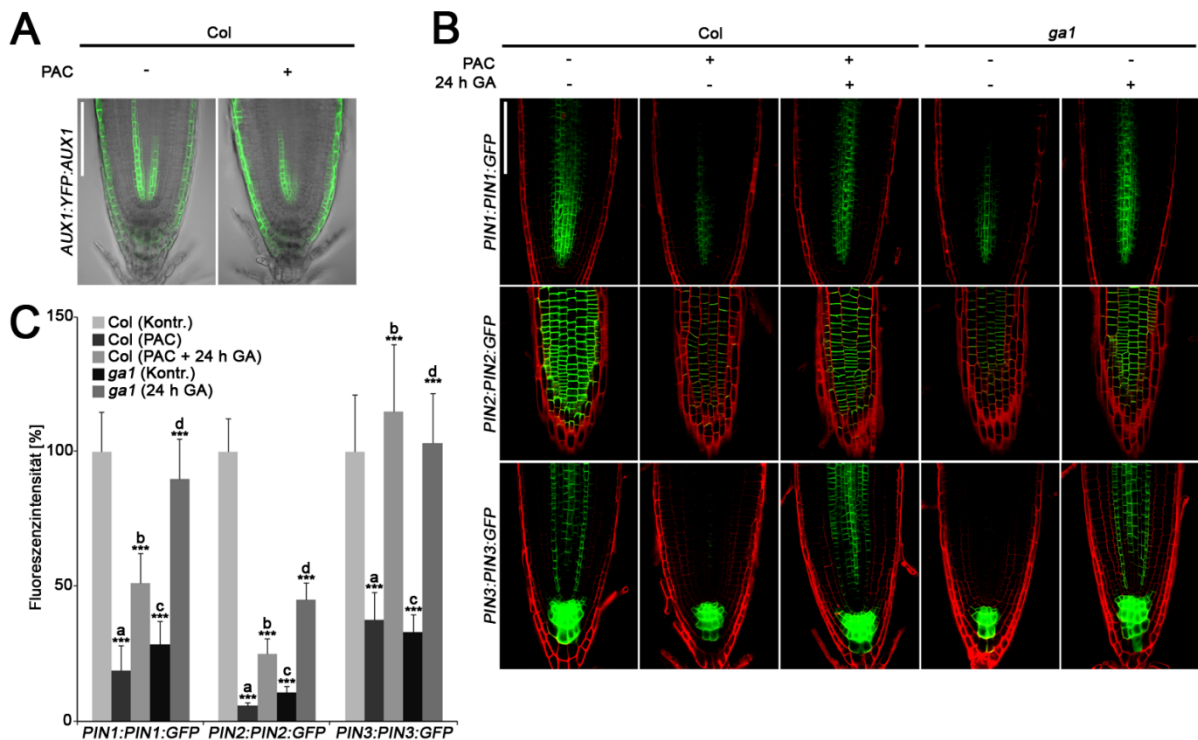 A
Col
PAC - +
AUX1:YFP:AUX1
B
Col ga1
PAC - + + - -
24 h GA - - + - +
PIN1:PIN1:GFP
PIN2:PIN2:GFP
PIN3:PIN3:GFP
C
Fluoreszenzintensität [%]
150
100
50
0
Col (Kontr.)
Col (PAC)
Col (PAC + 24 h GA)
ga1 (Kontr.)
ga1 (24 h GA)
a
***
b
***
c
***
d
***
a
***
b
***
c
***
d
***
a
***
b
***
c
***
d
***
PIN1:PIN1:GFP PIN2:PIN2:GFP PIN3:PIN3:GFP